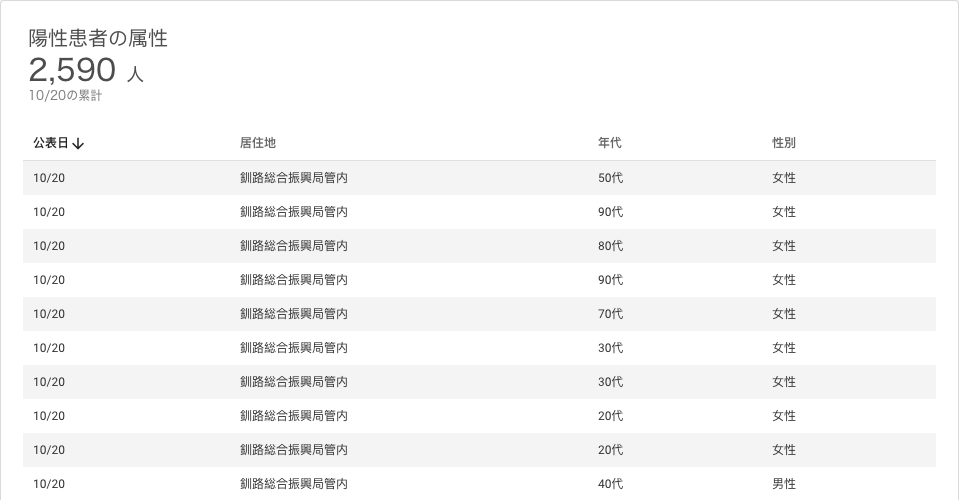 陽性患者の属性
2,590 人
10/20の累計
公表日↓ 居住地 年代 性別
10/20 釧路総合振興局管内 50代 女性
10/20 釧路総合振興局管内 90代 女性
10/20 釧路総合振興局管内 80代 女性
10/20 釧路総合振興局管内 90代 女性
10/20 釧路総合振興局管内 70代 女性
10/20 釧路総合振興局管内 30代 女性
10/20 釧路総合振興局管内 30代 女性
10/20 釧路総合振興局管内 20代 女性
10/20 釧路総合振興局管内 20代 女性
10/20 釧路総合振興局管内 40代 男性